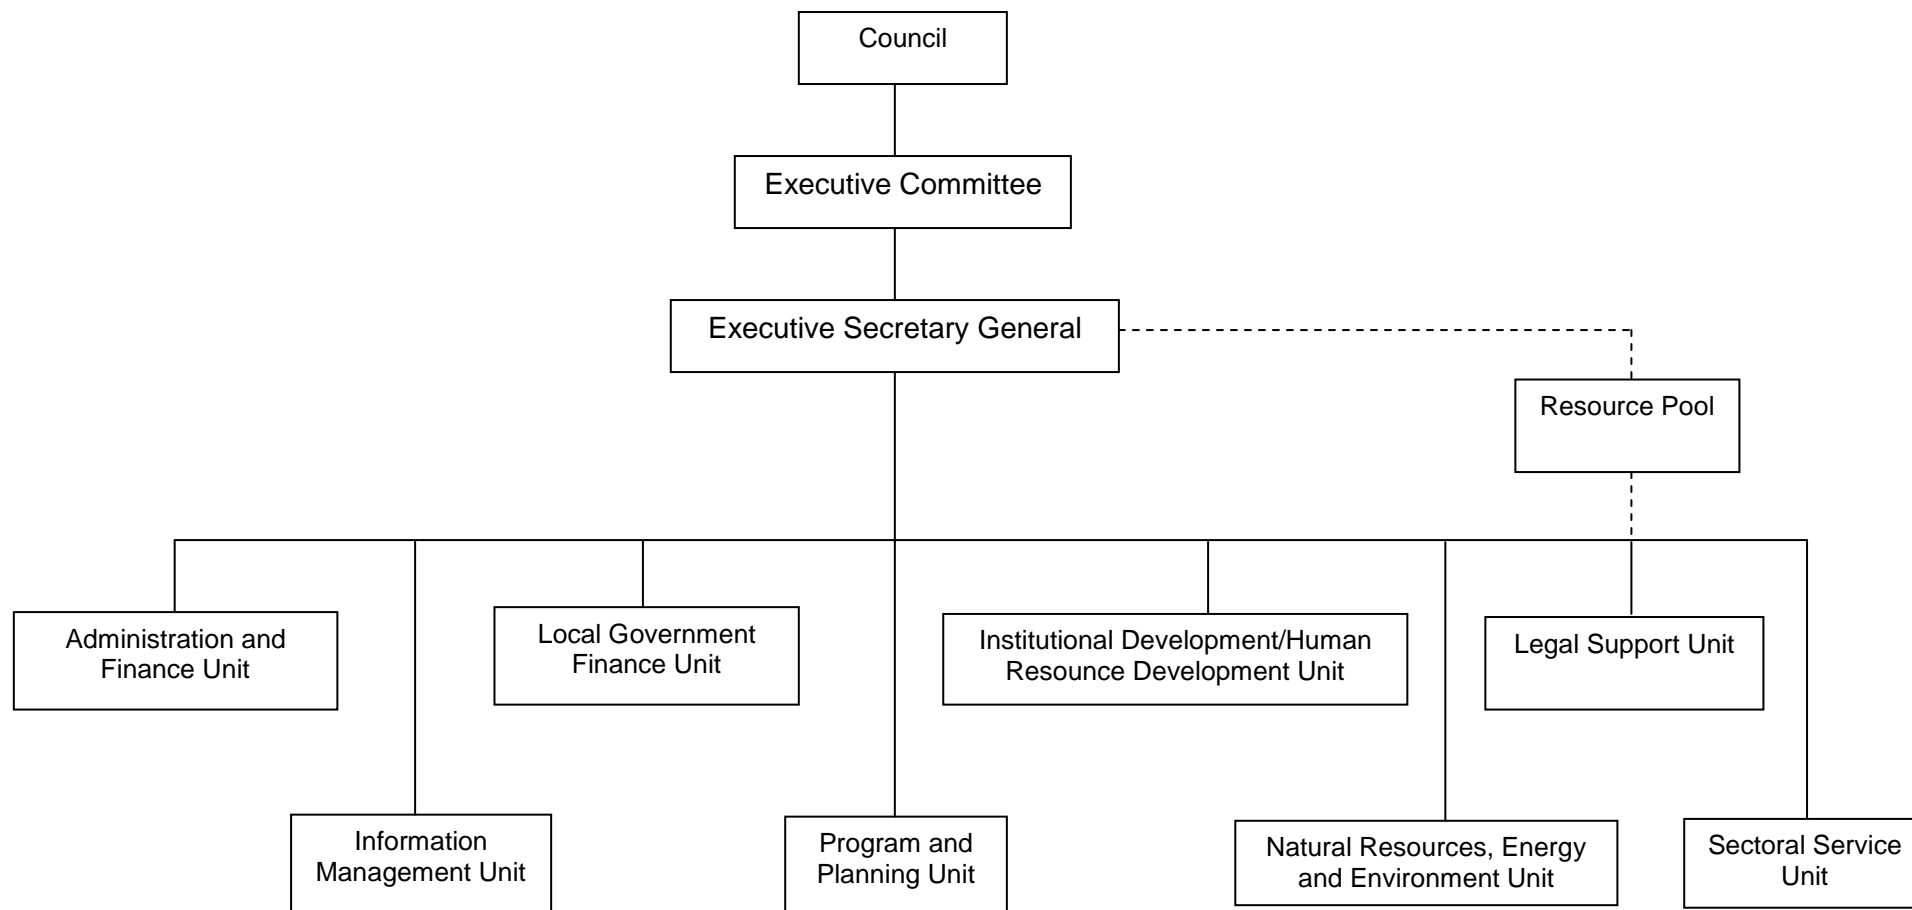 Council
Executive Committee
Executive Secretary General
Resource Pool
Administration and
Finance Unit
Local Government
Finance Unit
Institutional Development/Human
Resource Development Unit
Legal Support Unit
Information
Management Unit
Program and
Planning Unit
Natural Resources, Energy
and Environment Unit
Sectoral Service
Unit